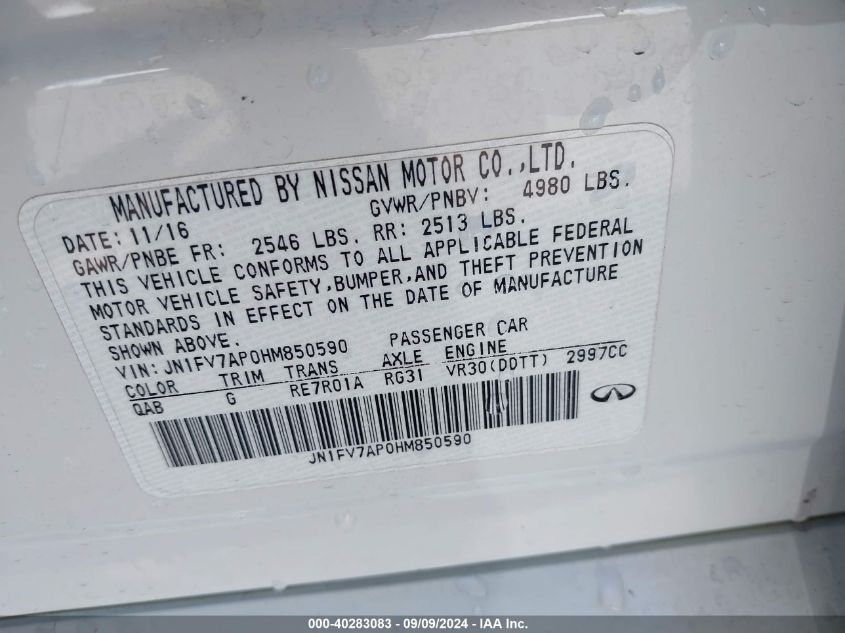 MANUFACTURED BY NISSAN MOTOR CO.,LTD.
DATE: 11/16 GVWR/PNBV: 4980 LBS.
GAWR/PNBE FR: 2546 LBS. RR: 2513 LBS.
THIS VEHICLE CONFORMS TO ALL APPLICABLE FEDERAL
MOTOR VEHICLE SAFETY,BUMPER,AND THEFT PREVENTION
STANDARDS IN EFFECT ON THE DATE OF MANUFACTURE
SHOWN ABOVE.
VIN: JN1FV7AP0HM850590 PASSENGER CAR
COLOR TRIM TRANS AXLE ENGINE
QAB G RE7R01A RG31 VR30(DDTT) 2997CC
JN1FV7AP0HM850590
000-40283083 - 09/09/2024 - IAA Inc.